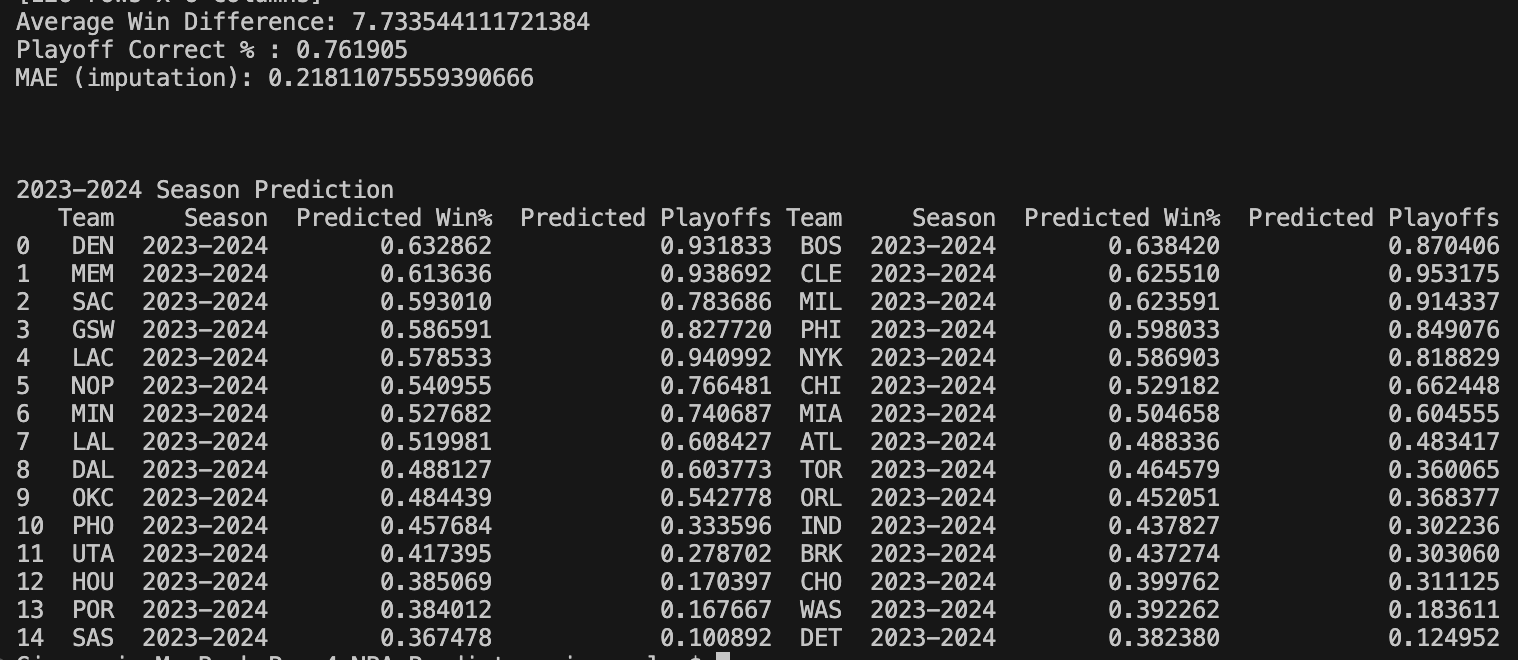 Average Win Difference: 7.733544111721384
Playoff Correct % : 0.761905
MAE (imputation): 0.21811075559390666
2023-2024 Season Prediction
Team Season Predicted Win% Predicted Playoffs Team Season Predicted Win% Predicted Playoffs
0 DEN 2023-2024 0.632862 0.931833 BOS 2023-2024 0.638420 0.870406
1 MEM 2023-2024 0.613636 0.938692 CLE 2023-2024 0.625510 0.953175
2 SAC 2023-2024 0.593010 0.783686 MIL 2023-2024 0.623591 0.914337
3 GSW 2023-2024 0.586591 0.827720 PHI 2023-2024 0.598033 0.849076
4 LAC 2023-2024 0.578533 0.940992 NYK 2023-2024 0.586903 0.818829
5 NOP 2023-2024 0.540955 0.766481 CHI 2023-2024 0.529182 0.662448
6 MIN 2023-2024 0.527682 0.740687 MIA 2023-2024 0.504658 0.604555
7 LAL 2023-2024 0.519981 0.608427 ATL 2023-2024 0.488336 0.483417
8 DAL 2023-2024 0.488127 0.603773 TOR 2023-2024 0.464579 0.360065
9 OKC 2023-2024 0.484439 0.542778 ORL 2023-2024 0.452051 0.368377
10 PHO 2023-2024 0.457684 0.333596 IND 2023-2024 0.437827 0.302236
11 UTA 2023-2024 0.417395 0.278702 BRK 2023-2024 0.437274 0.303060
12 HOU 2023-2024 0.385069 0.170397 CHO 2023-2024 0.399762 0.311125
13 POR 2023-2024 0.384012 0.167667 WAS 2023-2024 0.392262 0.183611
14 SAS 2023-2024 0.367478 0.100892 DET 2023-2024 0.382380 0.124952